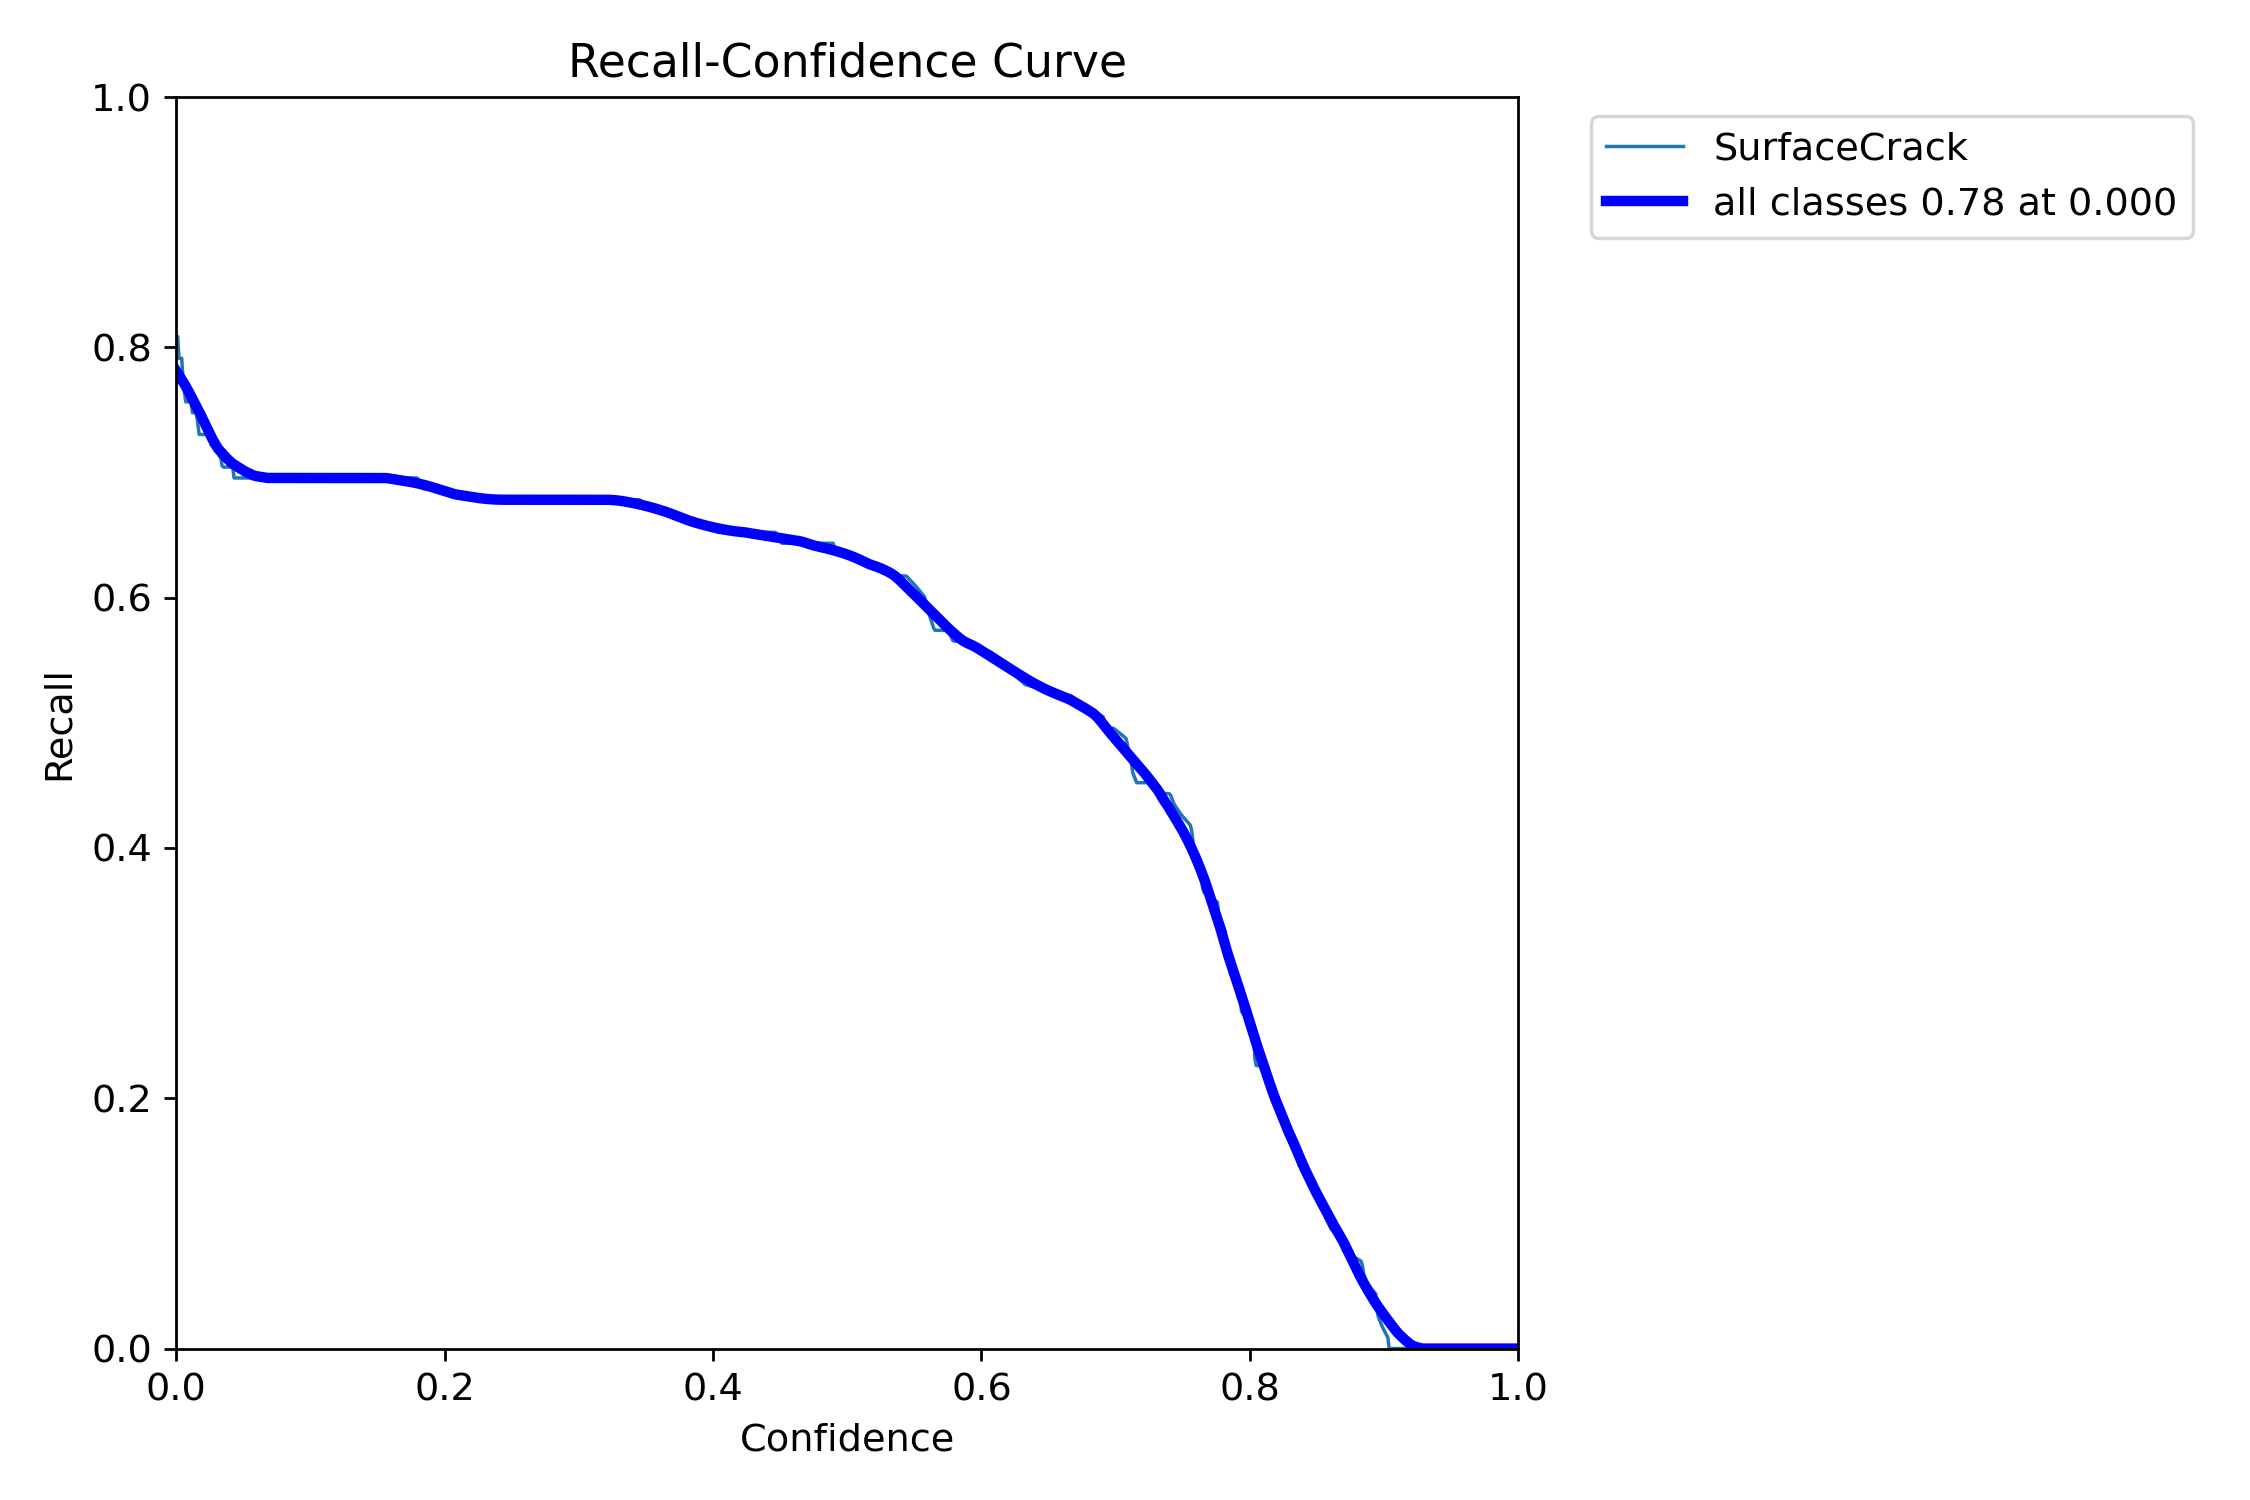 Recall-Confidence Curve
1.0
0.8
0.6
0.4
0.2
0.0
Recall
0.0 0.2 0.4 0.6 0.8 1.0
Confidence
SurfaceCrack
all classes 0.78 at 0.000